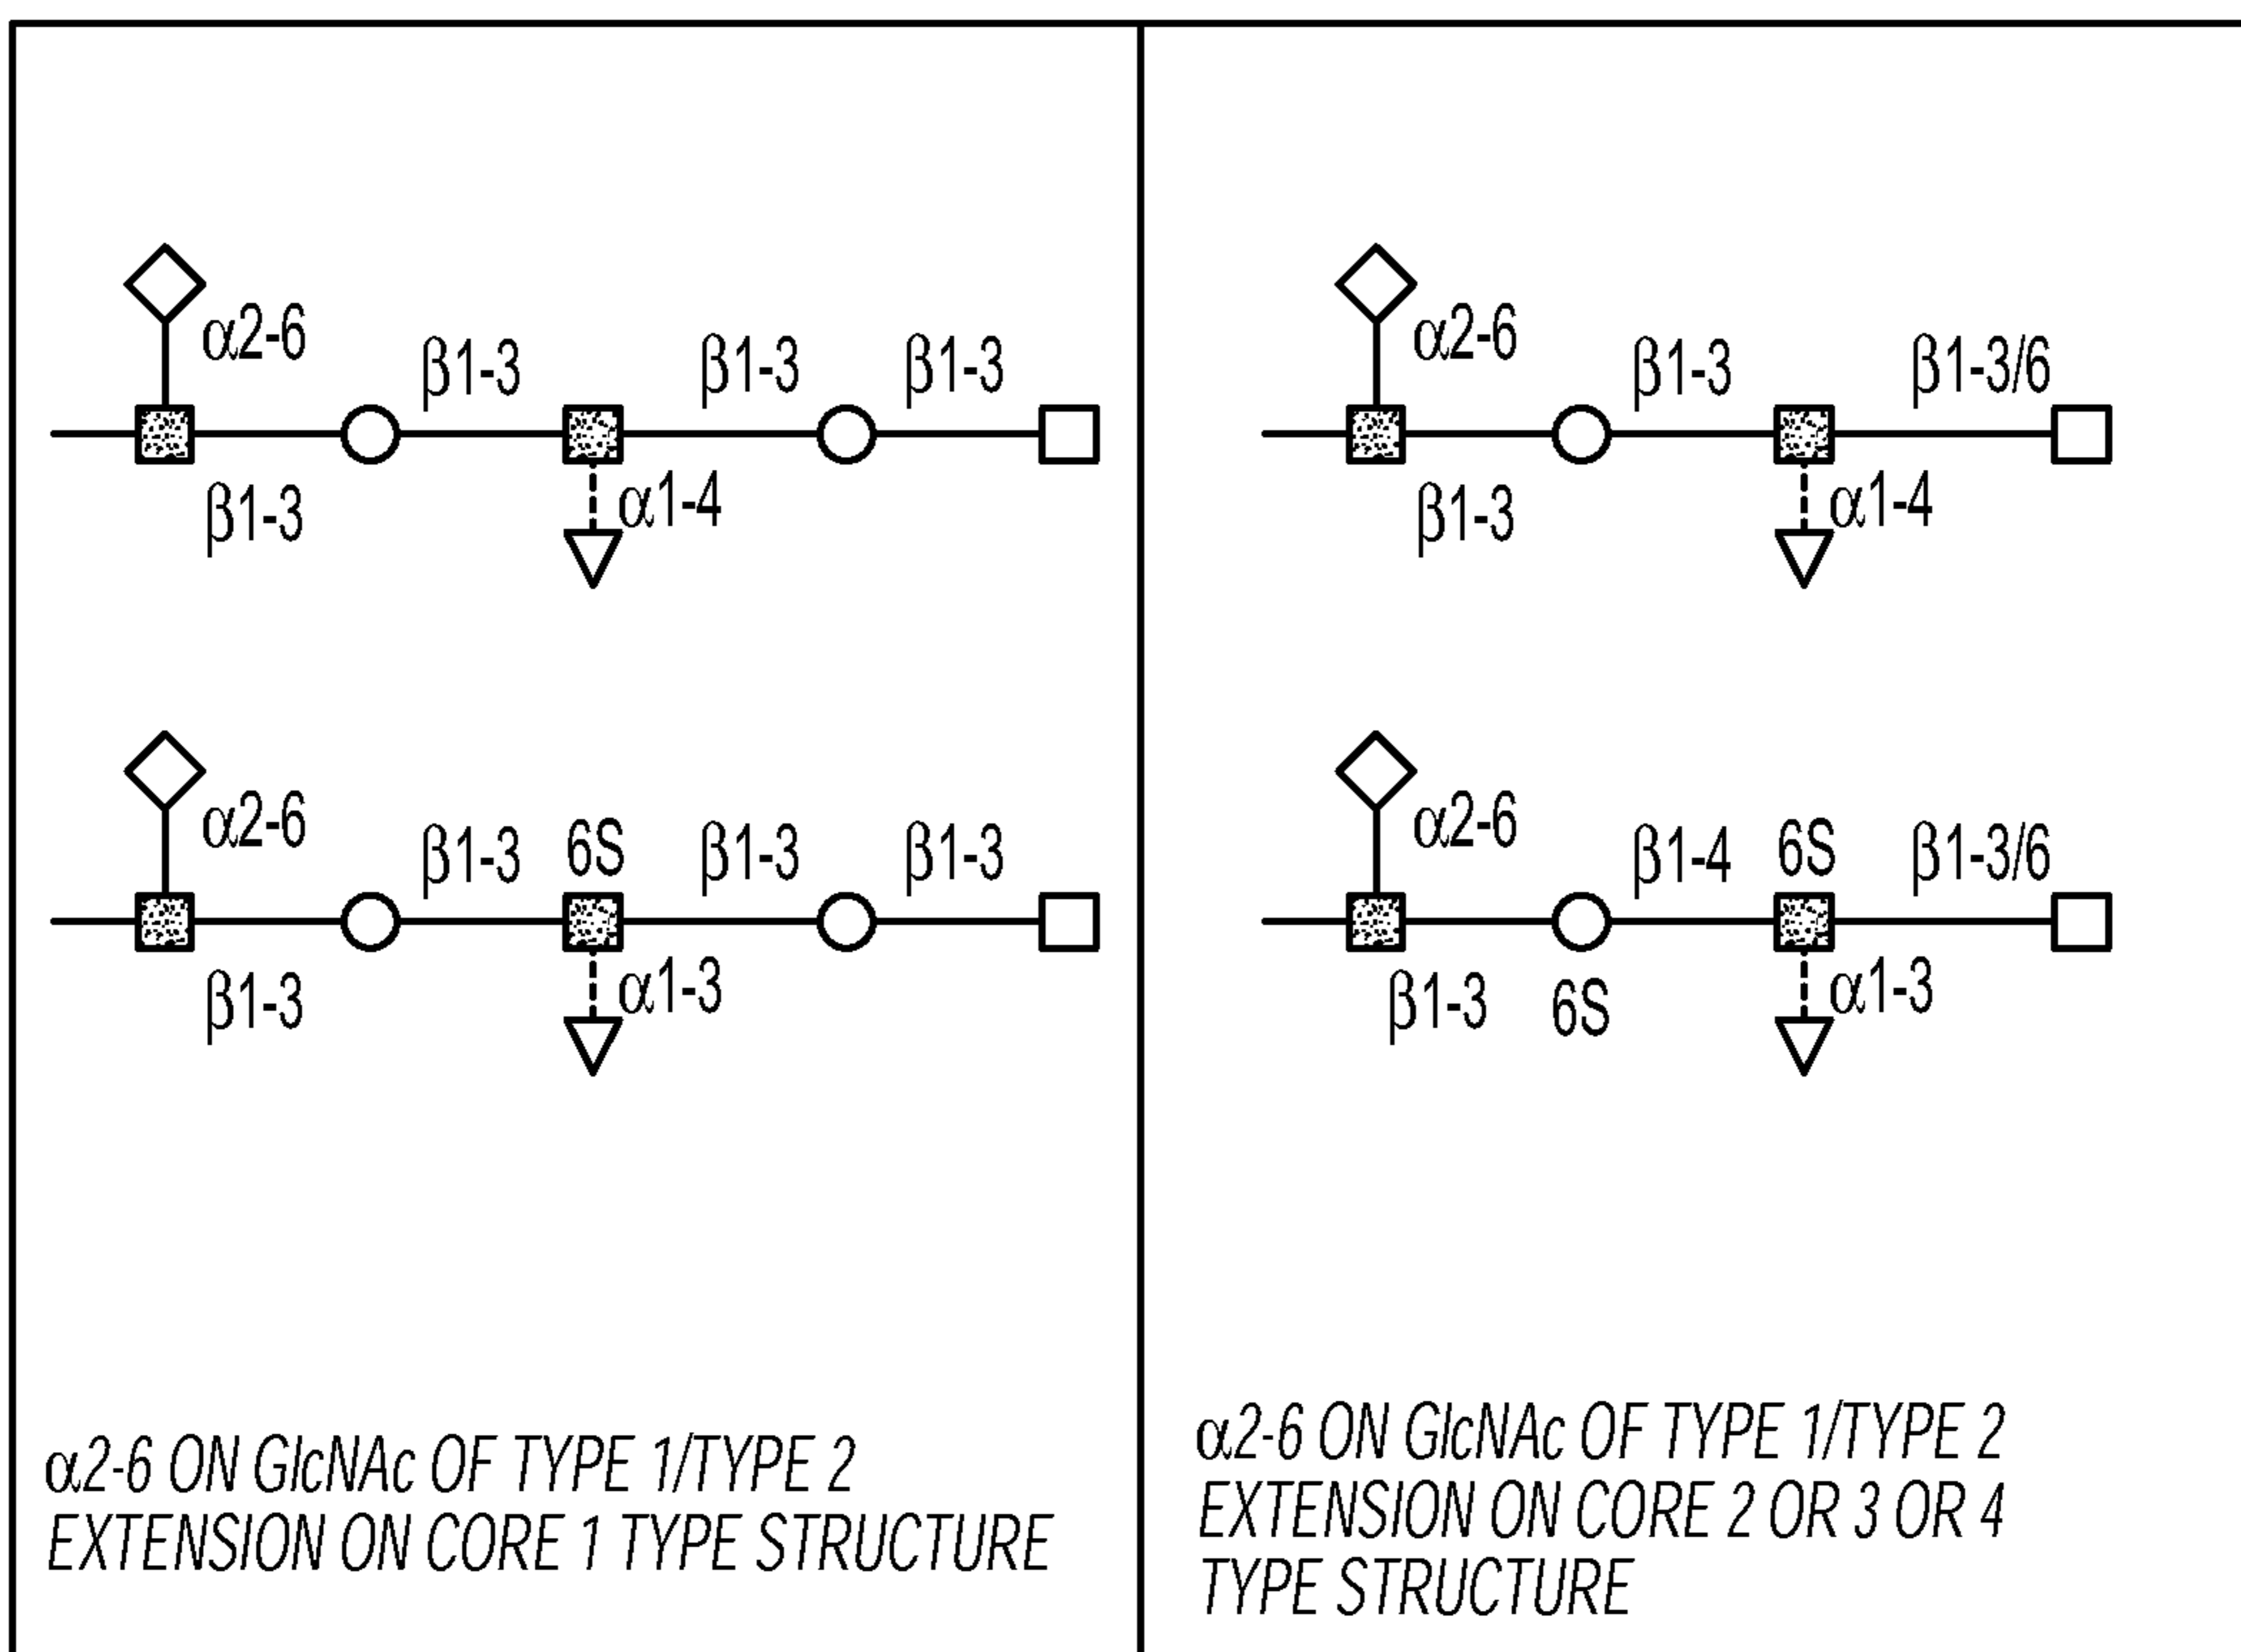 α2-6
β1-3
β1-3
β1-3
β1-3
α1-4
α2-6
β1-3
6S
β1-3
β1-3
β1-3
α1-3
α2-6 ON GlcNAc OF TYPE 1/TYPE 2
EXTENSION ON CORE 1 TYPE STRUCTURE
α2-6
β1-3
β1-3/6
β1-3
α1-4
α2-6
β1-4
6S
β1-3/6
β1-3
6S
α1-3
α2-6 ON GlcNAc OF TYPE 1/TYPE 2
EXTENSION ON CORE 2 OR 3 OR 4
TYPE STRUCTURE